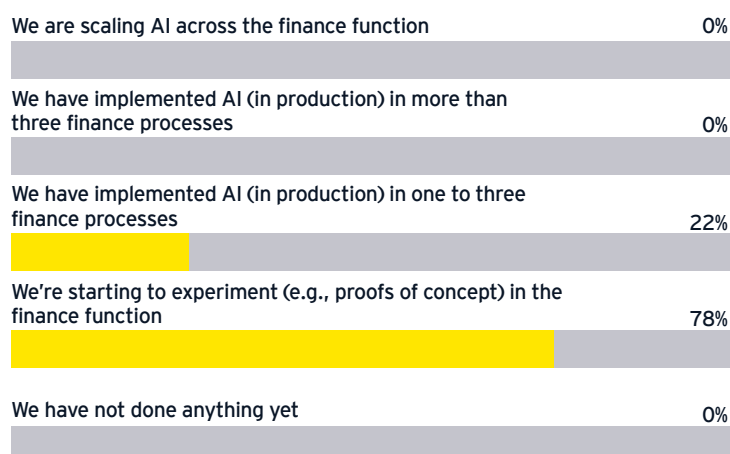 We are scaling AI across the finance function 0%
We have implemented AI (in production) in more than
three finance processes 0%
We have implemented AI (in production) in one to three
finance processes 22%
We're starting to experiment (e.g., proofs of concept) in the
finance function 78%
We have not done anything yet 0%